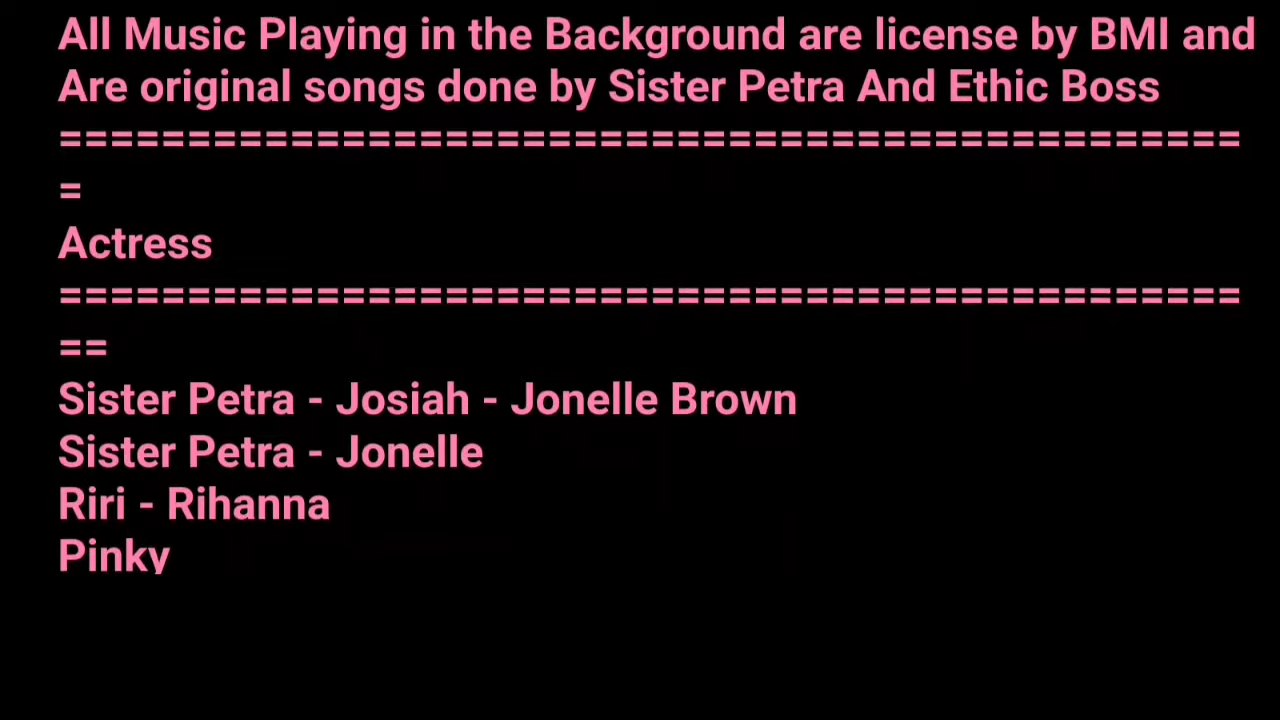 All Music Playing in the Background are license by BMI and
Are original songs done by Sister Petra And Ethic Boss
==============================================
=
Actress
==============================================
==
Sister Petra - Josiah - Jonelle Brown
Sister Petra - Jonelle
Riri - Rihanna
Pinky